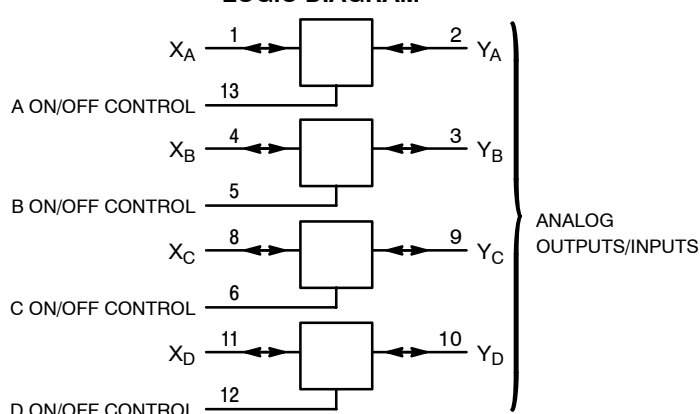 LOGIC DIAGRAM
X_A 1 2 Y_A
A ON/OFF CONTROL 13
X_B 4 3 Y_B
B ON/OFF CONTROL 5
ANALOG
OUTPUTS/INPUTS
X_C 8 9 Y_C
C ON/OFF CONTROL 6
X_D 11 10 Y_D
D ON/OFF CONTROL 12